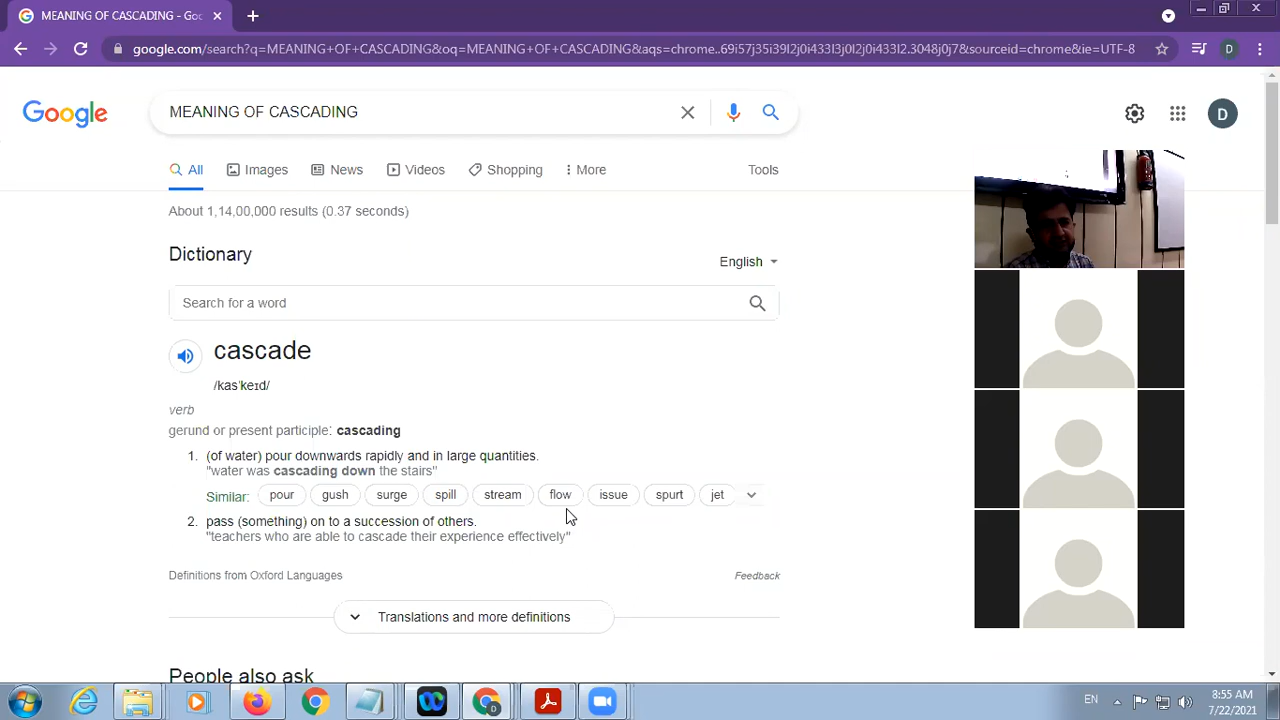 MEANING OF CASCADING - Goo
google.com/search?q=MEANING+OF+CASCADING&oq=MEANING+OF+CASCADING&aqs=chrome..69i57j35i39l2j0i433l3j0l2j0i433l2.3048j0j7&sourceid=chrome&ie=UTF-8
D
Google
MEANING OF CASCADING
D
All
Images
News
Videos
Shopping
More
Tools
About 1,14,00,000 results (0.37 seconds)
Dictionary
English
Search for a word
cascade
/kasˈkeɪd/
verb
gerund or present participle: cascading
1. (of water) pour downwards rapidly and in large quantities.
"water was cascading down the stairs"
Similar: pour gush surge spill stream flow issue spurt jet
2. pass (something) on to a succession of others.
"teachers who are able to cascade their experience effectively"
Definitions from Oxford Languages
Feedback
Translations and more definitions
People also ask
D
EN
8:55 AM
7/22/2021